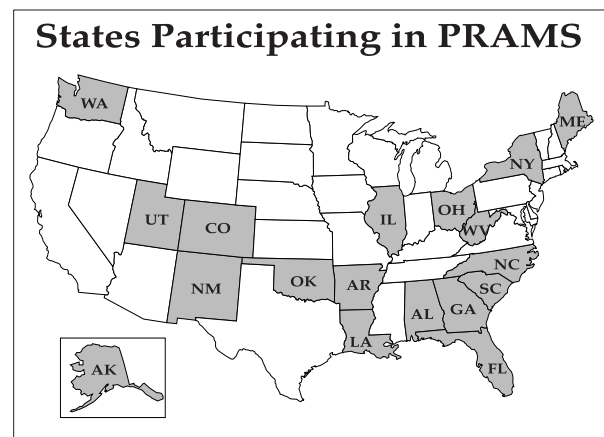 States Participating in PRAMS
WA
ME
NY
UT
CO
IL
OH
WV
NM
OK
AR
NC
SC
AL
GA
LA
FL
AK